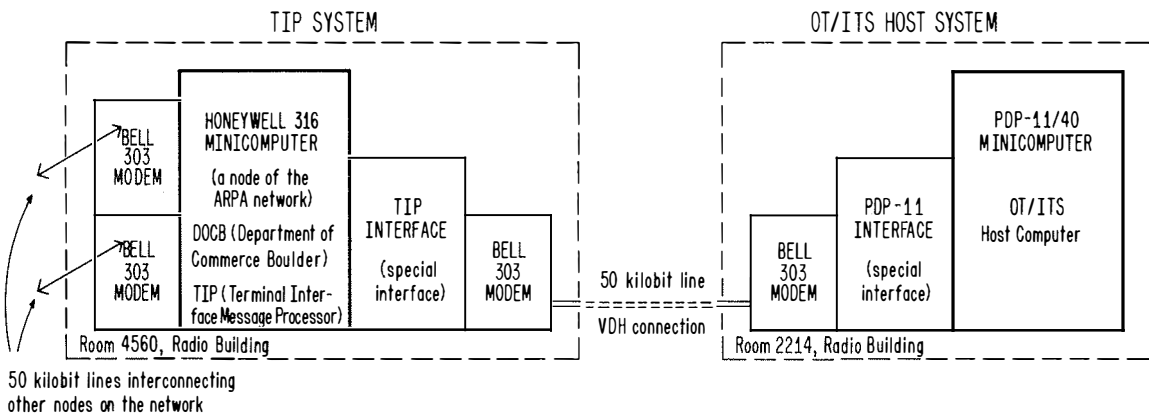 TIP SYSTEM
OT/ITS HOST SYSTEM
BELL
303
MODEM
HONEYWELL 316
MINICOMPUTER
(a node of the
ARPA network)
DOCB (Department of
Commerce Boulder)
TIP (Terminal Inter-
face Message Processor)
BELL
303
MODEM
TIP
INTERFACE
(special
interface)
BELL
303
MODEM
50 kilobit line
VDH connection
BELL
303
MODEM
PDP-11
INTERFACE
(special
interface)
PDP-11/40
MINICOMPUTER
OT/ITS
Host Computer
Room 4560, Radio Building
Room 2214, Radio Building
50 kilobit lines interconnecting
other nodes on the network